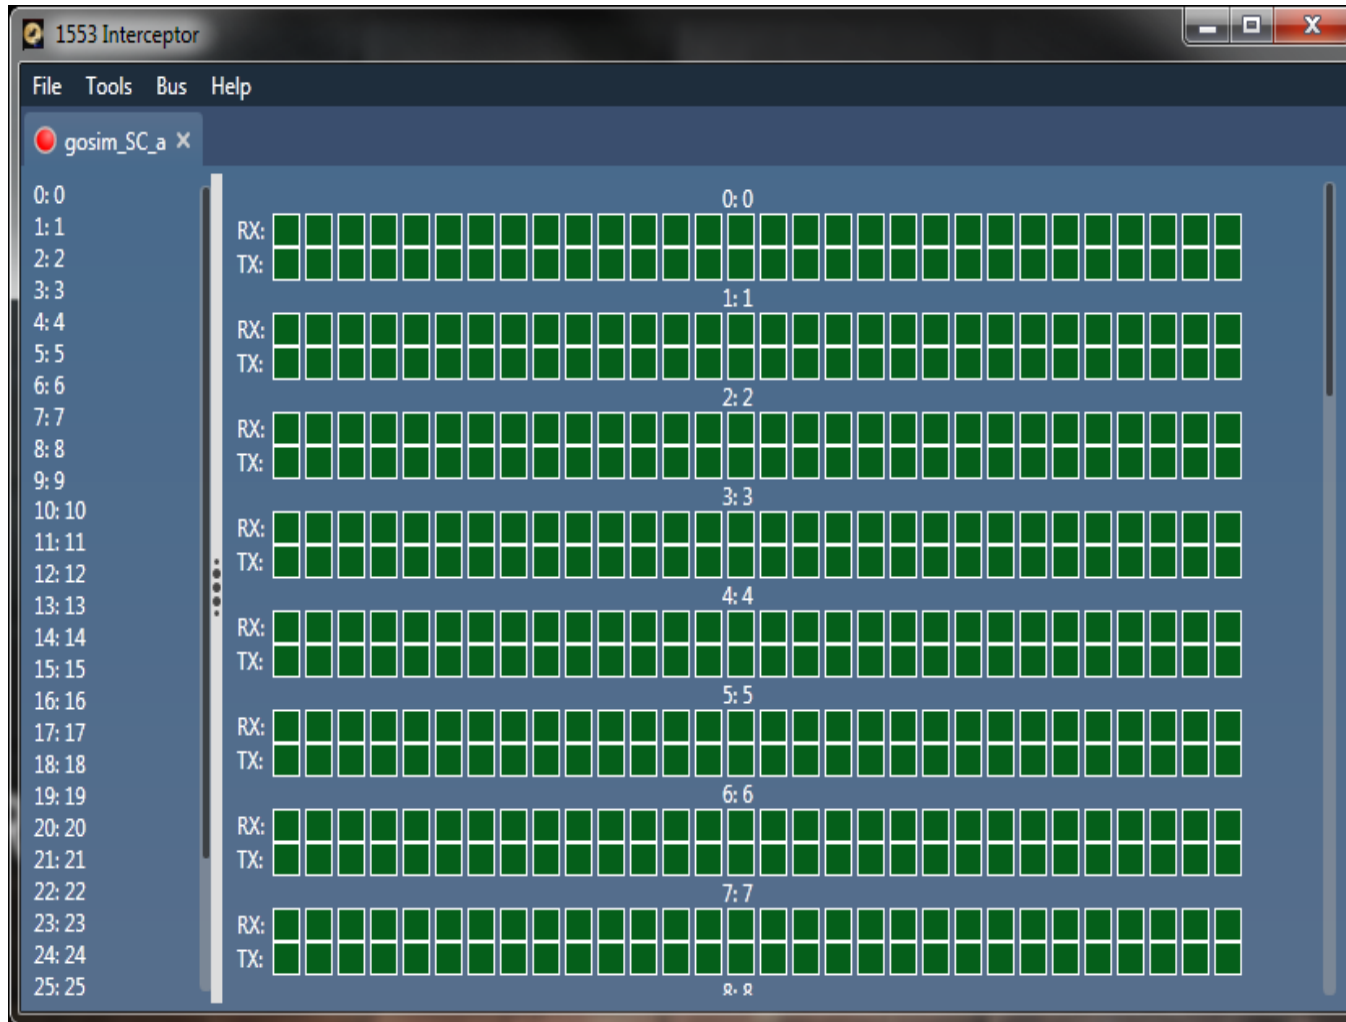 1553 Interceptor
File Tools Bus Help
gosim_SC_a
0: 0
1: 1
2: 2
3: 3
4: 4
5: 5
6: 6
7: 7
8: 8
9: 9
10: 10
11: 11
12: 12
13: 13
14: 14
15: 15
16: 16
17: 17
18: 18
19: 19
20: 20
21: 21
22: 22
23: 23
24: 24
25: 25
0: 0
RX:
TX:
1: 1
RX:
TX:
2: 2
RX:
TX:
3: 3
RX:
TX:
4: 4
RX:
TX:
5: 5
RX:
TX:
6: 6
RX:
TX:
7: 7
RX:
TX:
8: 8